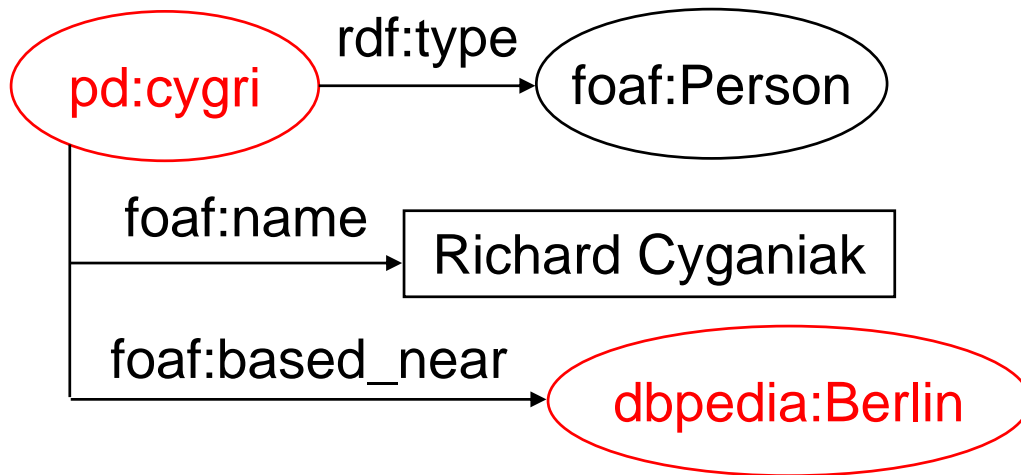 rdf:type
pd:cygri
foaf:Person
foaf:name
Richard Cyganiak
foaf:based_near
dbpedia:Berlin